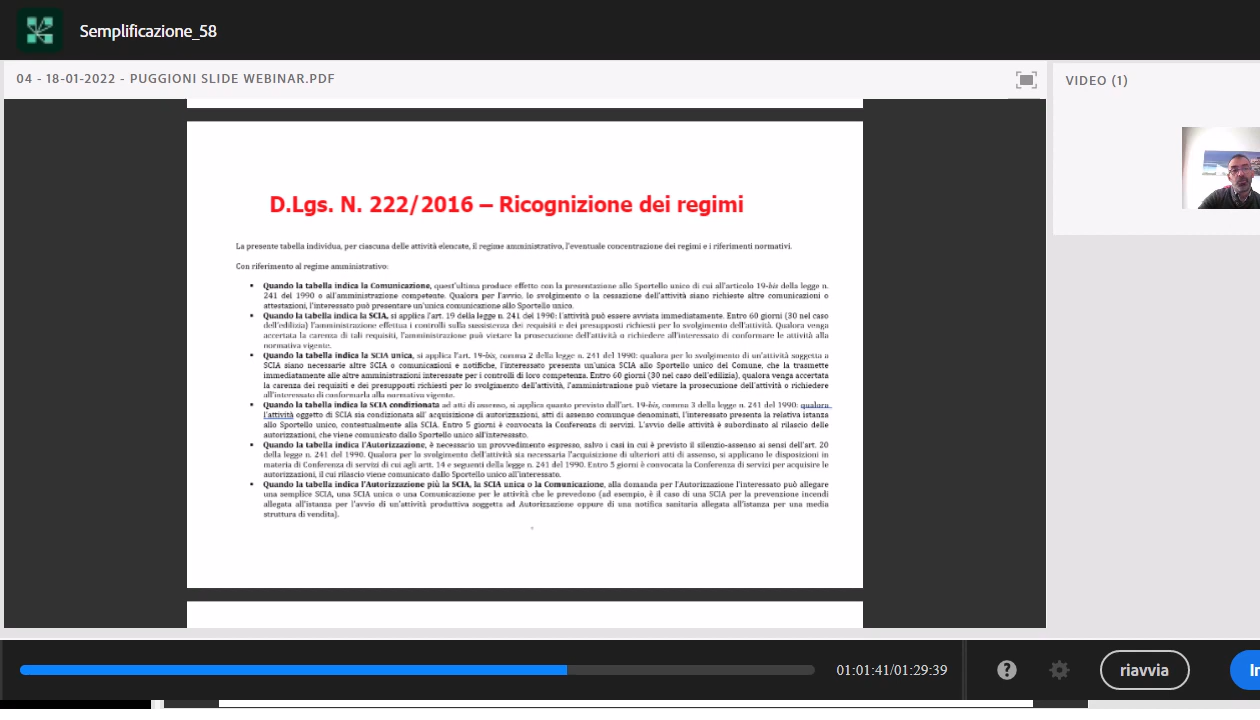 Semplificazione_58
04 - 18-01-2022 - PUGGIONI SLIDE WEBINAR.PDF
VIDEO (1)
D.Lgs. N. 222/2016 – Ricognizione dei regimi
La presente tabella individua, per ciascuna delle attività elencate, il regime amministrativo, l'eventuale concentrazione dei regimi e i riferimenti normativi.
Con riferimento al regime amministrativo:
• Quando la tabella indica la Comunicazione, quest'ultima produce effetto con la presentazione allo Sportello unico di cui all'articolo 19-bis della legge n.
241 del 1990 o all'amministrazione competente. Qualora per l'avvio, lo svolgimento o la cessazione dell'attività siano richieste altre comunicazioni o
attestazioni, l'interessato può presentare un'unica comunicazione allo Sportello unico.
• Quando la tabella indica la SCIA, si applica l'art. 19 della legge n. 241 del 1990: l'attività può essere avviata immediatamente. Entro 60 giorni (30 nel caso
dell'edilizia) l'amministrazione effettua i controlli sulla sussistenza dei requisiti e dei presupposti richiesti per lo svolgimento dell'attività. Qualora venga
accertata la carenza di tali requisiti, l'amministrazione può vietare la prosecuzione dell'attività o richiedere all'interessato di conformare le attività alla
normativa vigente.
• Quando la tabella indica la SCIA unica, si applica l'art. 19-bis, comma 2 della legge n. 241 del 1990: qualora per lo svolgimento di un'attività soggetta a
SCIA siano necessarie altre SCIA o comunicazioni e notifiche, l'interessato presenta un'unica SCIA allo Sportello unico del Comune, che la trasmette
immediatamente alle altre amministrazioni interessate per i controlli di loro competenza. Entro 60 giorni (30 nel caso dell'edilizia), qualora venga accertata
la carenza dei requisiti e dei presupposti richiesti per lo svolgimento dell'attività, l'amministrazione può vietare la prosecuzione dell'attività o richiedere
all'interessato di conformarla alla normativa vigente.
• Quando la tabella indica la SCIA condizionata ad atti di assenso, si applica quanto previsto dall'art. 19-bis, comma 3 della legge n. 241 del 1990: qualora
l'attività oggetto di SCIA sia condizionata all' acquisizione di autorizzazioni, atti di assenso comunque denominati, l'interessato presenta la relativa istanza
allo Sportello unico, contestualmente alla SCIA. Entro 5 giorni è convocata la Conferenza di servizi. L'avvio delle attività è subordinato al rilascio delle
autorizzazioni, che viene comunicato dallo Sportello unico all'interessato.
• Quando la tabella indica l'Autorizzazione, è necessario un provvedimento espresso, salvo i casi in cui è previsto il silenzio-assenso ai sensi dell'art. 20
della legge n. 241 del 1990. Qualora per lo svolgimento dell'attività sia necessaria l'acquisizione di ulteriori atti di assenso, si applicano le disposizioni in
materia di Conferenza di servizi di cui agli artt. 14 e seguenti della legge n. 241 del 1990. Entro 5 giorni è convocata la Conferenza di servizi per acquisire le
autorizzazioni, il cui rilascio viene comunicato dallo Sportello unico all'interessato.
• Quando la tabella indica l'Autorizzazione più la SCIA, la SCIA unica o la Comunicazione, alla domanda per l'Autorizzazione l'interessato può allegare
una semplice SCIA, una SCIA unica o una Comunicazione per le attività che le prevedono (ad esempio, è il caso di una SCIA per la prevenzione incendi
allegata all'istanza per l'avvio di un'attività produttiva soggetta ad Autorizzazione oppure di una notifica sanitaria allegata all'istanza per una media
struttura di vendita).
01:01:41/01:29:39
?
riavvia
In